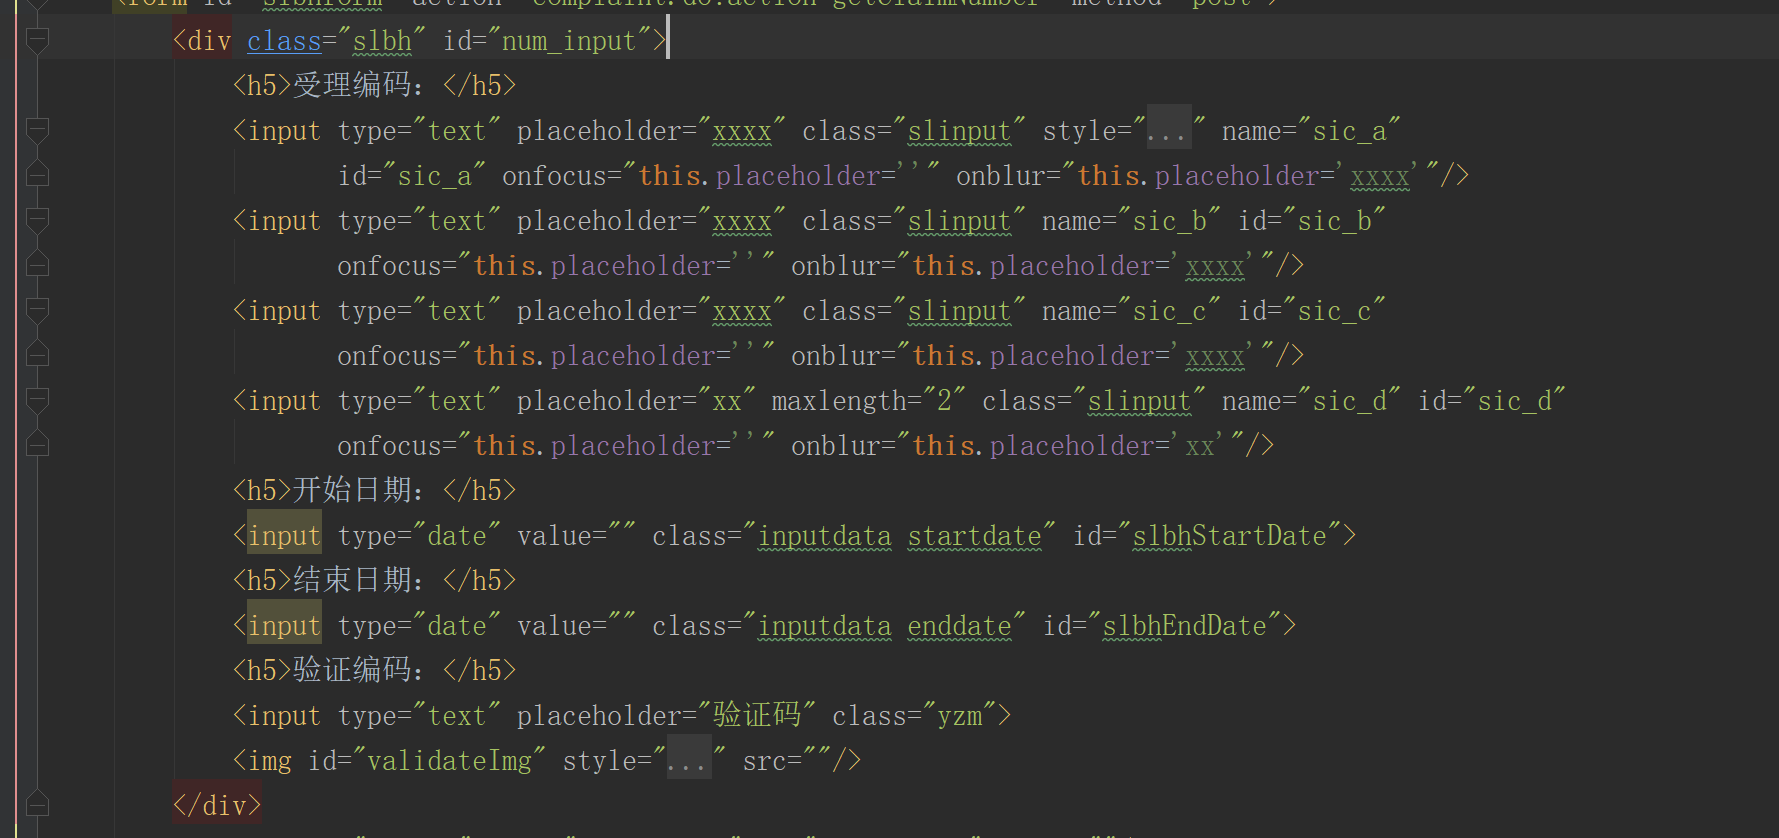 <form id="slbhform" action="complaint.do?action=getClaimNumber" method="post">
<div class="slbh" id="num_input">
<h5>受理编码：</h5>
<input type="text" placeholder="xxxx" class="slinput" style="..." name="sic_a"
id="sic_a" onfocus="this.placeholder=''" onblur="this.placeholder='xxxx'"/>
<input type="text" placeholder="xxxx" class="slinput" name="sic_b" id="sic_b"
onfocus="this.placeholder=''" onblur="this.placeholder='xxxx'"/>
<input type="text" placeholder="xxxx" class="slinput" name="sic_c" id="sic_c"
onfocus="this.placeholder=''" onblur="this.placeholder='xxxx'"/>
<input type="text" placeholder="xx" maxlength="2" class="slinput" name="sic_d" id="sic_d"
onfocus="this.placeholder=''" onblur="this.placeholder='xx'"/>
<h5>开始日期：</h5>
<input type="date" value="" class="inputdata startdate" id="slbhStartDate">
<h5>结束日期：</h5>
<input type="date" value="" class="inputdata enddate" id="slbhEndDate">
<h5>验证编码：</h5>
<input type="text" placeholder="验证码" class="yzm">
<img id="validateImg" style="..." src=""/>
</div>